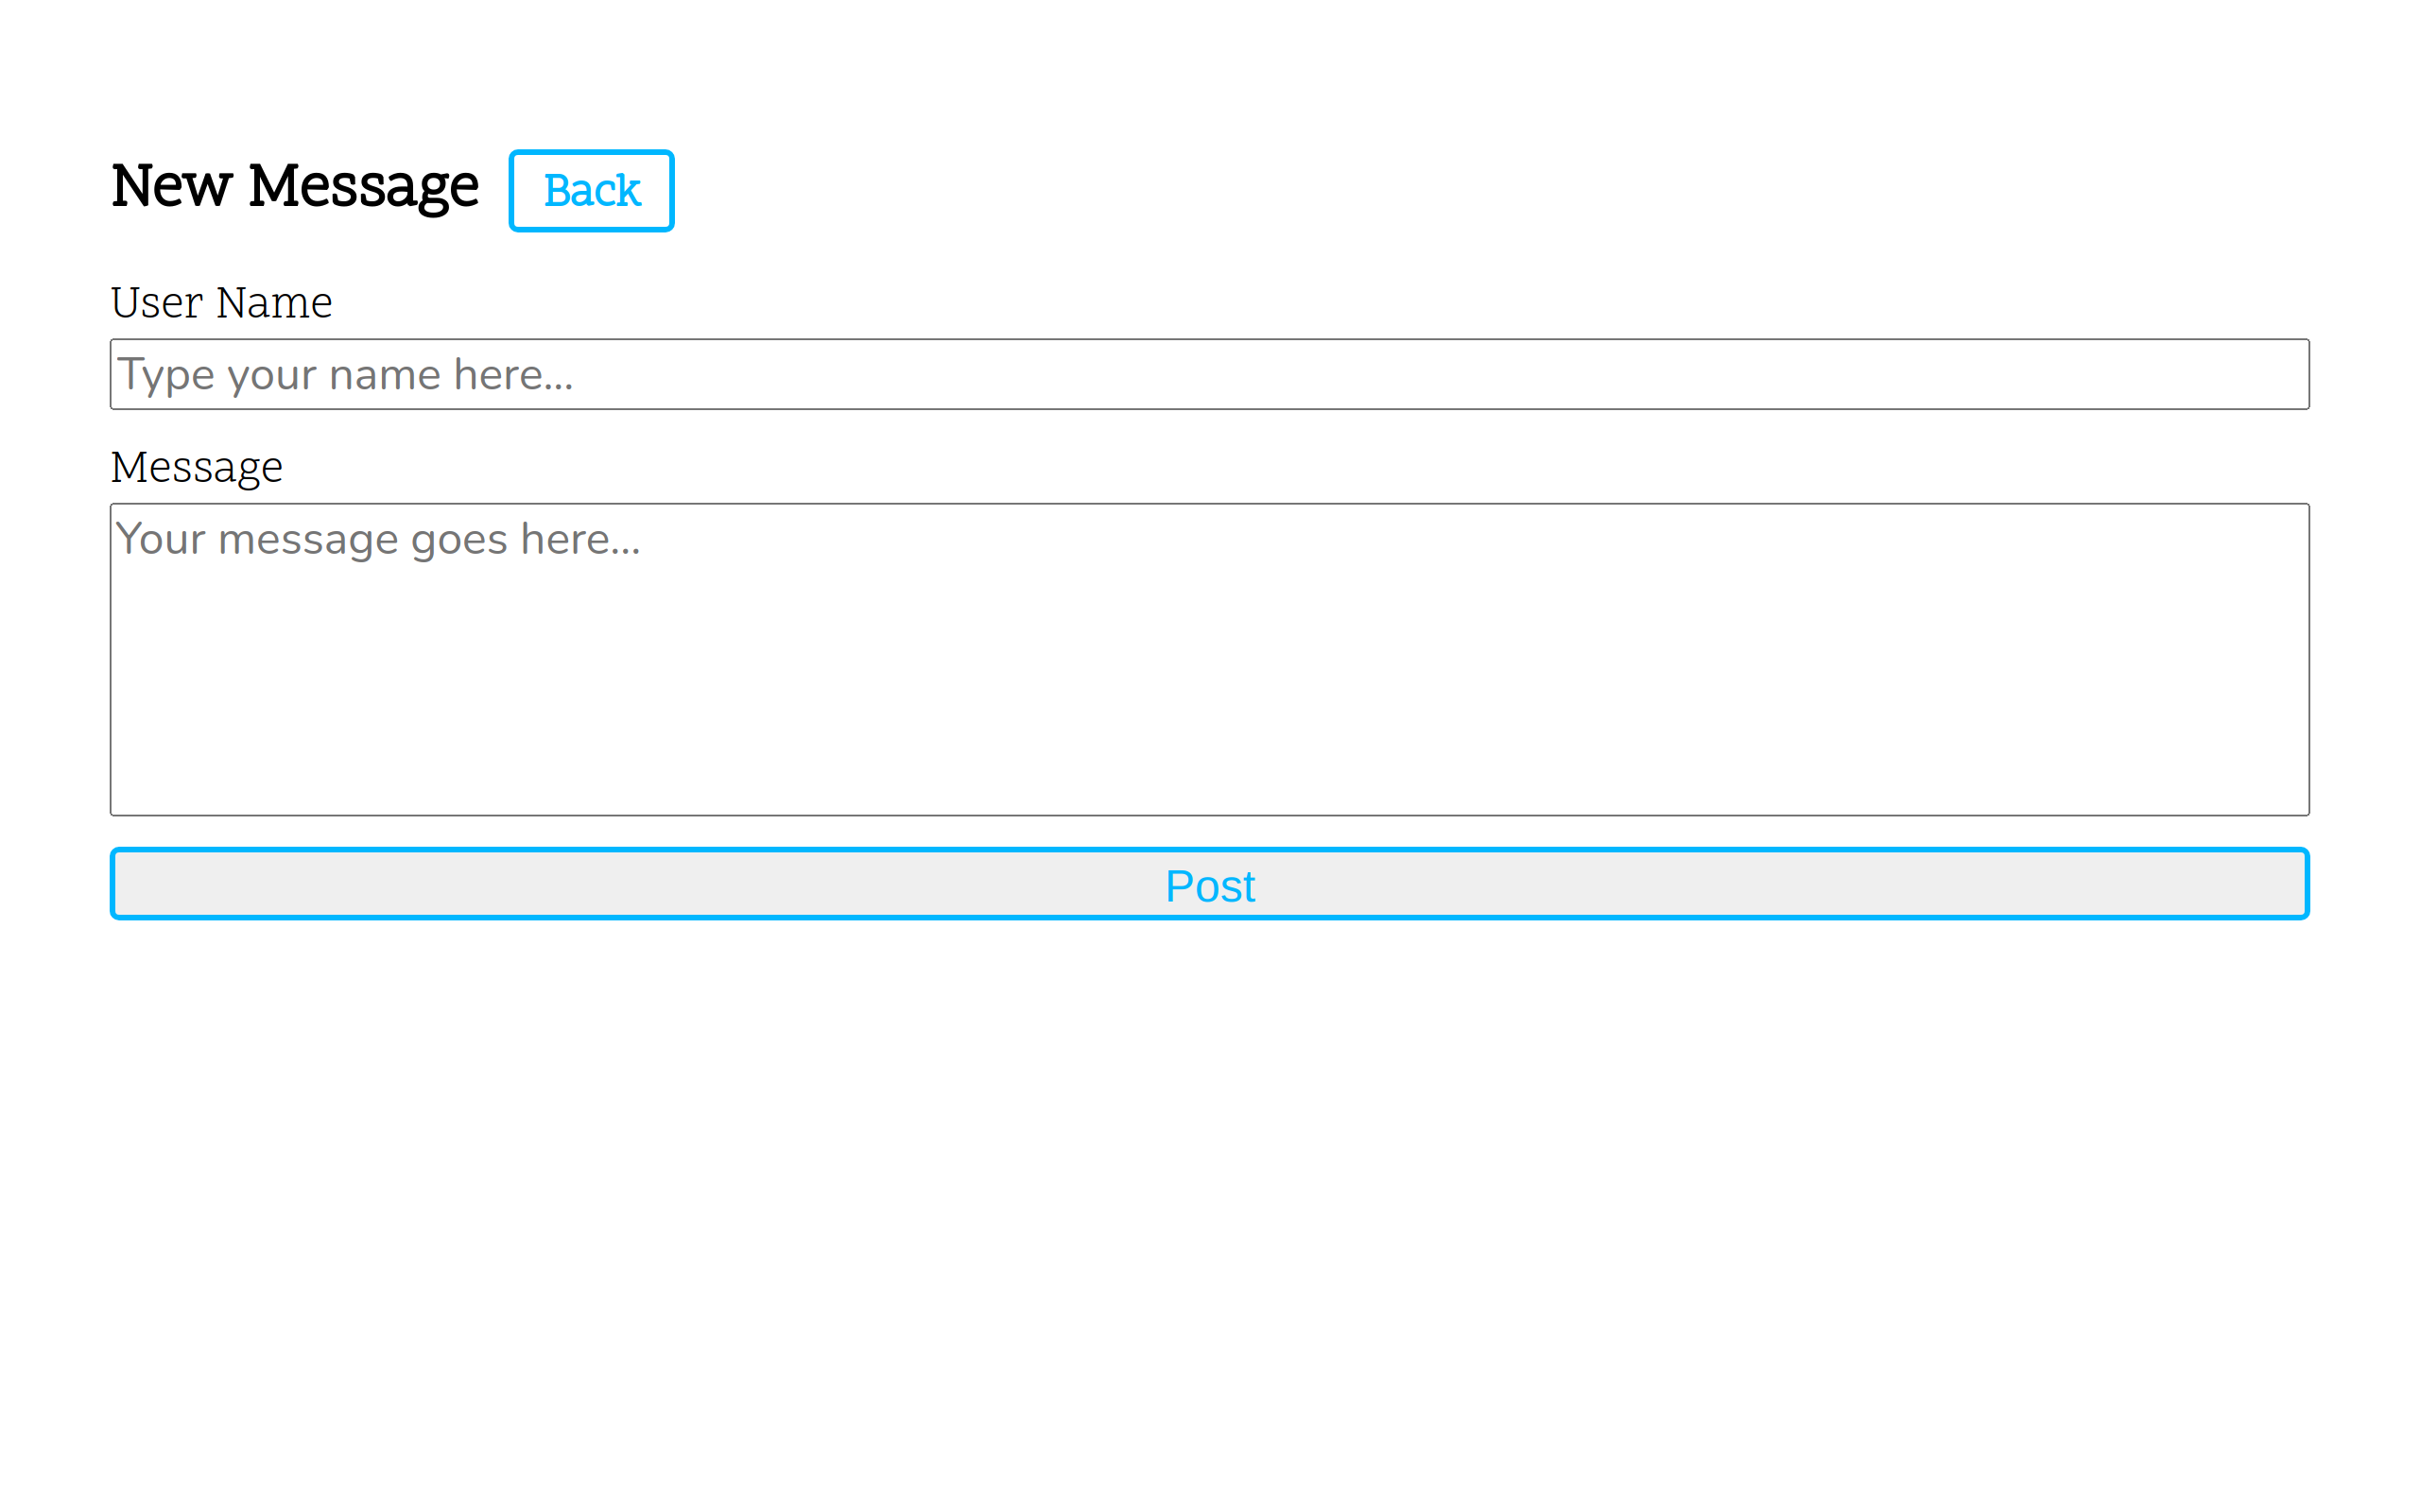 New Message Back
User Name
Type your name here...
Message
Your message goes here...
Post